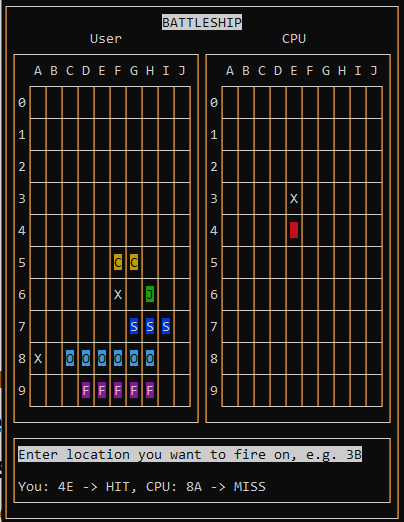 BATTLESHIP
User CPU
A B C D E F G H I J A B C D E F G H I J
0 0
1 1
2 2
3 X 3
4 4
5 C C 5
6 X J 6
7 S S S 7
8 X O O O O O O 8
9 F F F F F 9
Enter location you want to fire on, e.g. 3B
You: 4E -> HIT, CPU: 8A -> MISS